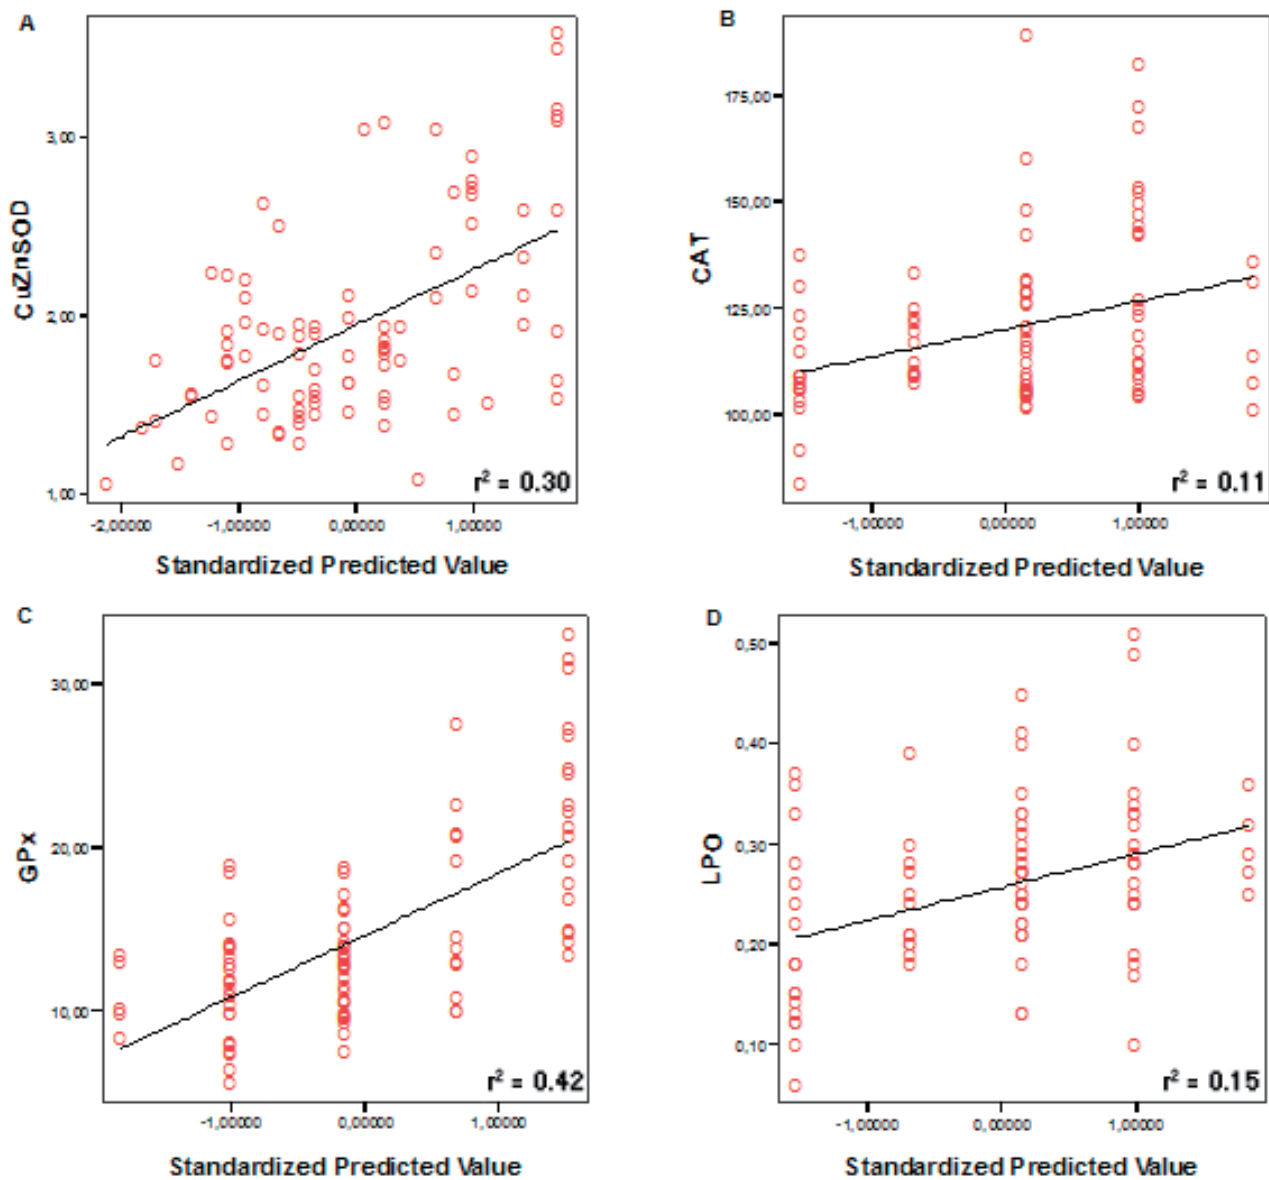 A
CuZnSOD
3,00
2,00
1,00
r² = 0.30
-2,00000 -1,00000 0,00000 1,00000
Standardized Predicted Value
B
CAT
175,00
150,00
125,00
100,00
r² = 0.11
-1,00000 0,00000 1,00000
Standardized Predicted Value
C
GPx
30,00
20,00
10,00
r² = 0.42
-1,00000 0,00000 1,00000
Standardized Predicted Value
D
LPO
0,50
0,40
0,30
0,20
0,10
r² = 0.15
-1,00000 0,00000 1,00000
Standardized Predicted Value